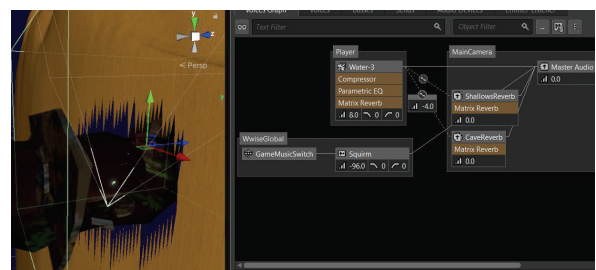 Voices Graph
Voices
Busses
Sends
Audio Devices
Emitter-Listener
Text Filter
Object Filter
...
y
z
< Persp
Player
Water-3
Compressor
Parametric EQ
Matrix Reverb
8.0 0 0
-4.0
MainCamera
ShallowsReverb
Matrix Reverb
0.0
CaveReverb
Matrix Reverb
0.0
Master Audio
0.0
WwiseGlobal
GameMusicSwitch
Squirm
-96.0 0 0